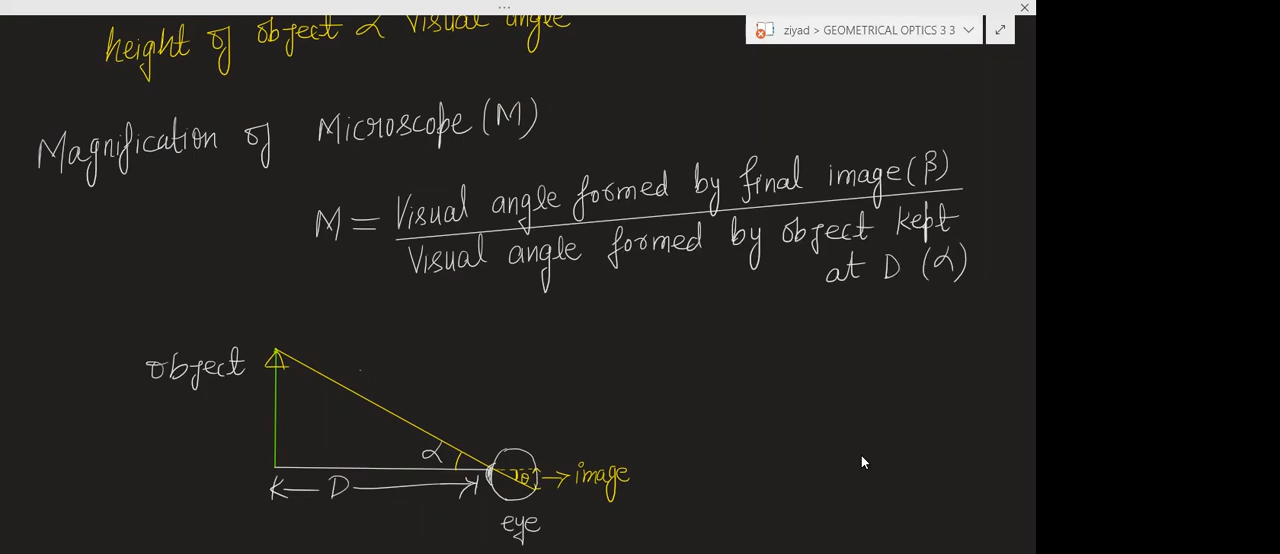 ziyad > GEOMETRICAL OPTICS 3 3
height of object α Visual angle
Magnification of Microscope (M)
M = Visual angle formed by final image (β)
Visual angle formed by object kept
at D (α)
object
α
θ
→ image
D
eye